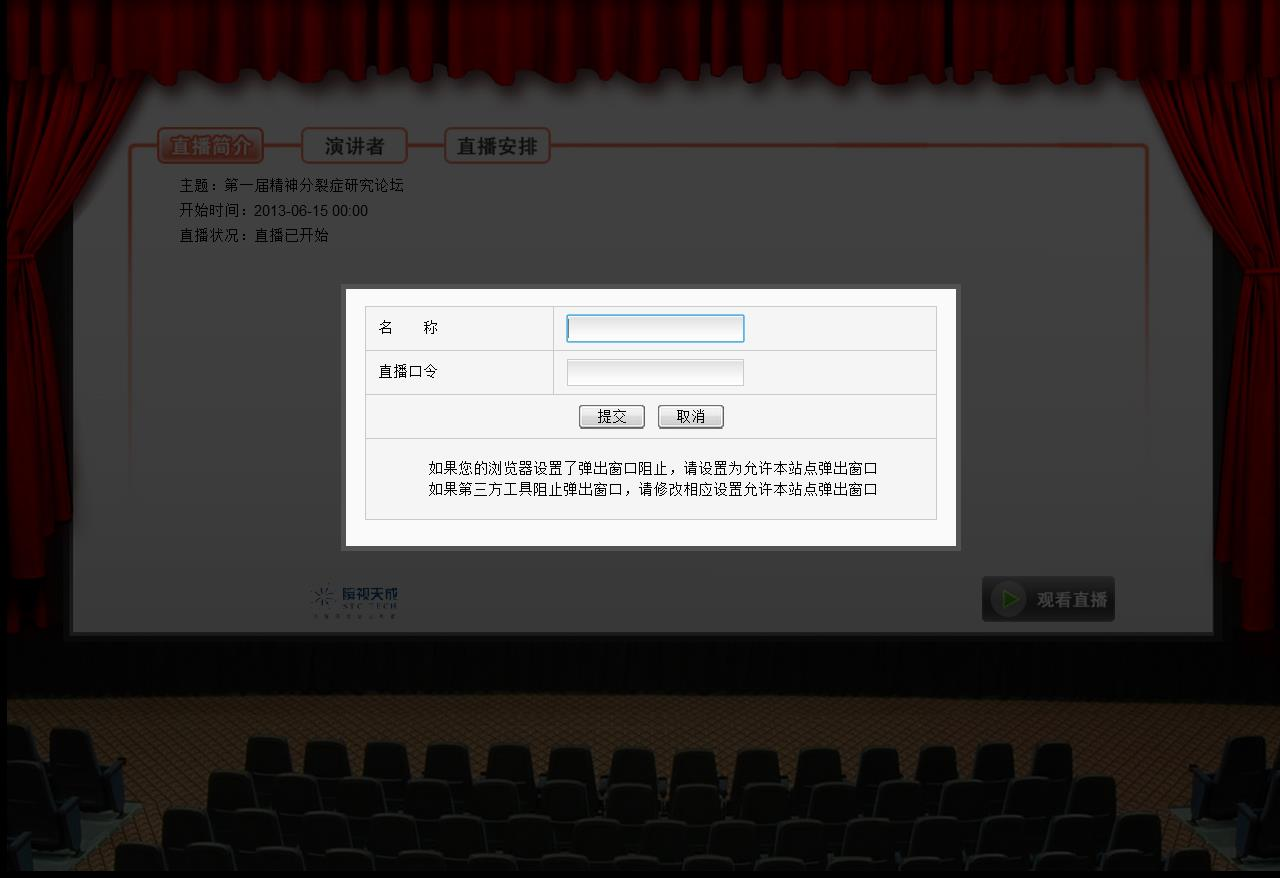 直播简介 演讲者 直播安排
主题：第一届精神分裂症研究论坛
开始时间：2013-06-15 00:00
直播状况：直播已开始
名 称
直播口令
提交 取消
如果您的浏览器设置了弹出窗口阻止，请设置为允许本站点弹出窗口
如果第三方工具阻止弹出窗口，请修改相应设置允许本站点弹出窗口
视天成
STC TECH
观看直播